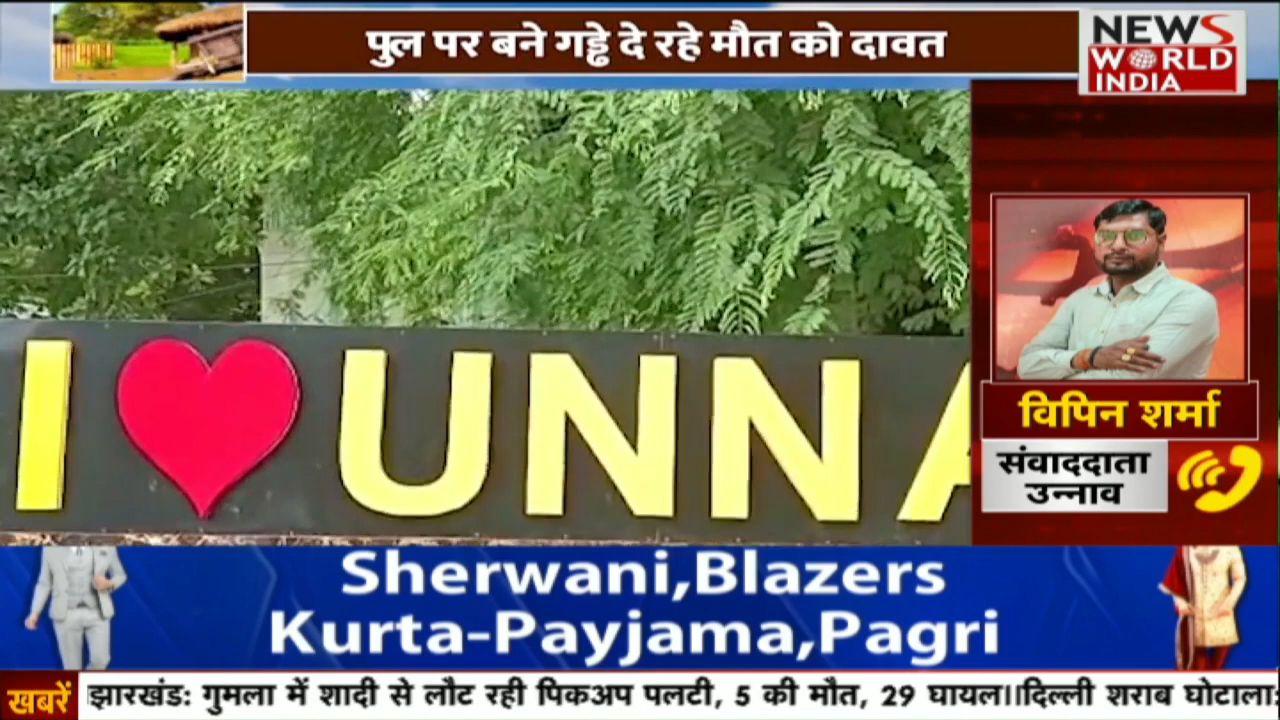 पुल पर बने गड्ढे दे रहे मौत को दावत
NEWS
WORLD
INDIA
I UNNA
विपिन शर्मा
संवाददाता
उन्नाव
Sherwani,Blazers
Kurta-Payjama,Pagri
खबरें
झारखंड: गुमला में शादी से लौट रही पिकअप पलटी, 5 की मौत, 29 घायल।।दिल्ली शराब घोटाला: